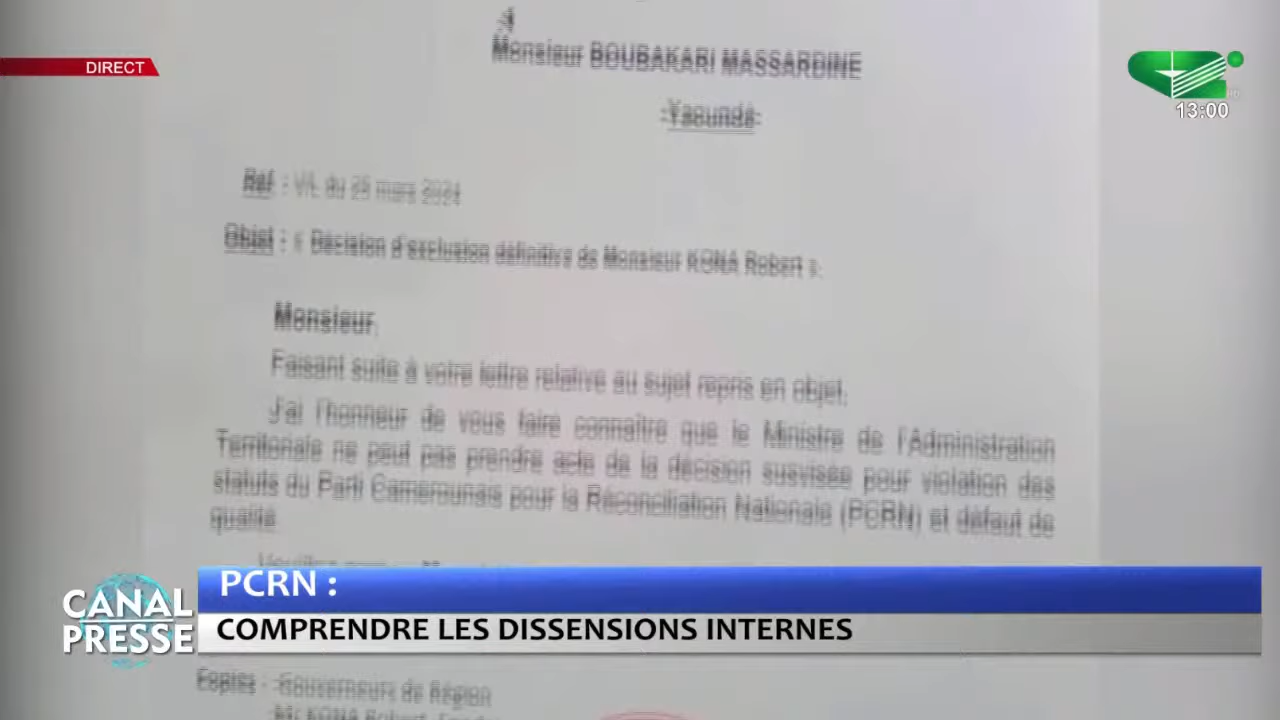 À
Monsieur BOUBAKARI MASSARDINE
DIRECT
-Yaoundé-
13:00
Réf : V/L du 25 mars 2024
Objet : « Décision d'exclusion définitive de Monsieur KONA Robert ».
Monsieur,
Faisant suite à votre lettre relative au sujet repris en objet,
J'ai l'honneur de vous faire connaître que le Ministre de l'Administration
Territoriale ne peut pas prendre acte de la décision susvisée pour violation des
statuts du Parti Camerounais pour la Réconciliation Nationale (PCRN) et défaut de
qualité.
PCRN :
CANAL
PRESSE
COMPRENDRE LES DISSENSIONS INTERNES
Copies - Gouverneurs de Région
Mr KONA Robert,